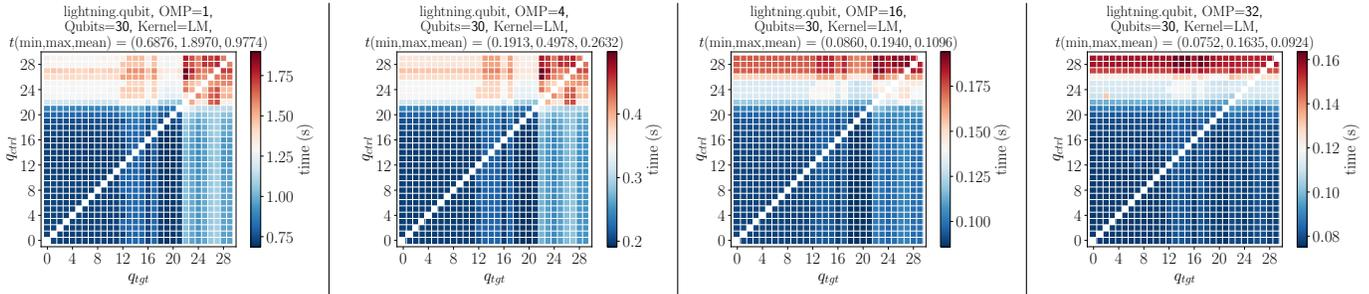 lightning.qubit, OMP=1,
Qubits=30, Kernel=LM,
t(min,max,mean) = (0.6876, 1.8970, 0.9774)
28
24
20
16
12
8
4
0
q_ctrl
0 4 8 12 16 20 24 28
q_tgt
1.75
1.50
1.25
1.00
0.75
time (s)
lightning.qubit, OMP=4,
Qubits=30, Kernel=LM,
t(min,max,mean) = (0.1913, 0.4978, 0.2632)
28
24
20
16
12
8
4
0
q_ctrl
0 4 8 12 16 20 24 28
q_tgt
0.4
0.3
0.2
time (s)
lightning.qubit, OMP=16,
Qubits=30, Kernel=LM,
t(min,max,mean) = (0.0860, 0.1940, 0.1096)
28
24
20
16
12
8
4
0
q_ctrl
0 4 8 12 16 20 24 28
q_tgt
0.175
0.150
0.125
0.100
time (s)
lightning.qubit, OMP=32,
Qubits=30, Kernel=LM,
t(min,max,mean) = (0.0752, 0.1635, 0.0924)
28
24
20
16
12
8
4
0
q_ctrl
0 4 8 12 16 20 24 28
q_tgt
0.16
0.14
0.12
0.10
0.08
time (s)